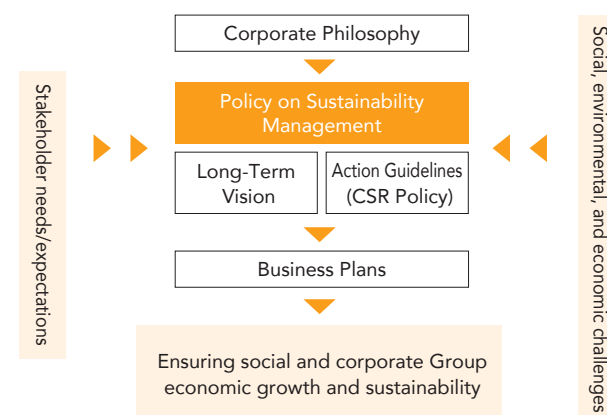 Corporate Philosophy
Policy on Sustainability
Management
Long-Term
Vision
Action Guidelines
(CSR Policy)
Business Plans
Ensuring social and corporate Group
economic growth and sustainability
Stakeholder needs/expectations
Social, environmental, and economic challenges